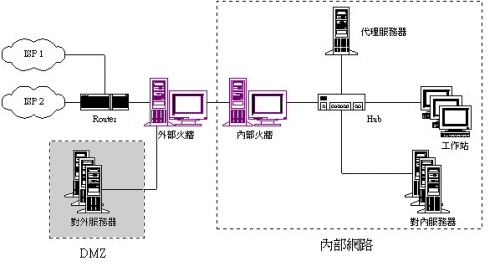 ISP 1
代理服務器
ISP 2
Router
外部火牆
內部火牆
Hub
工作站
對外服務器
對內服務器
DMZ
內部網路